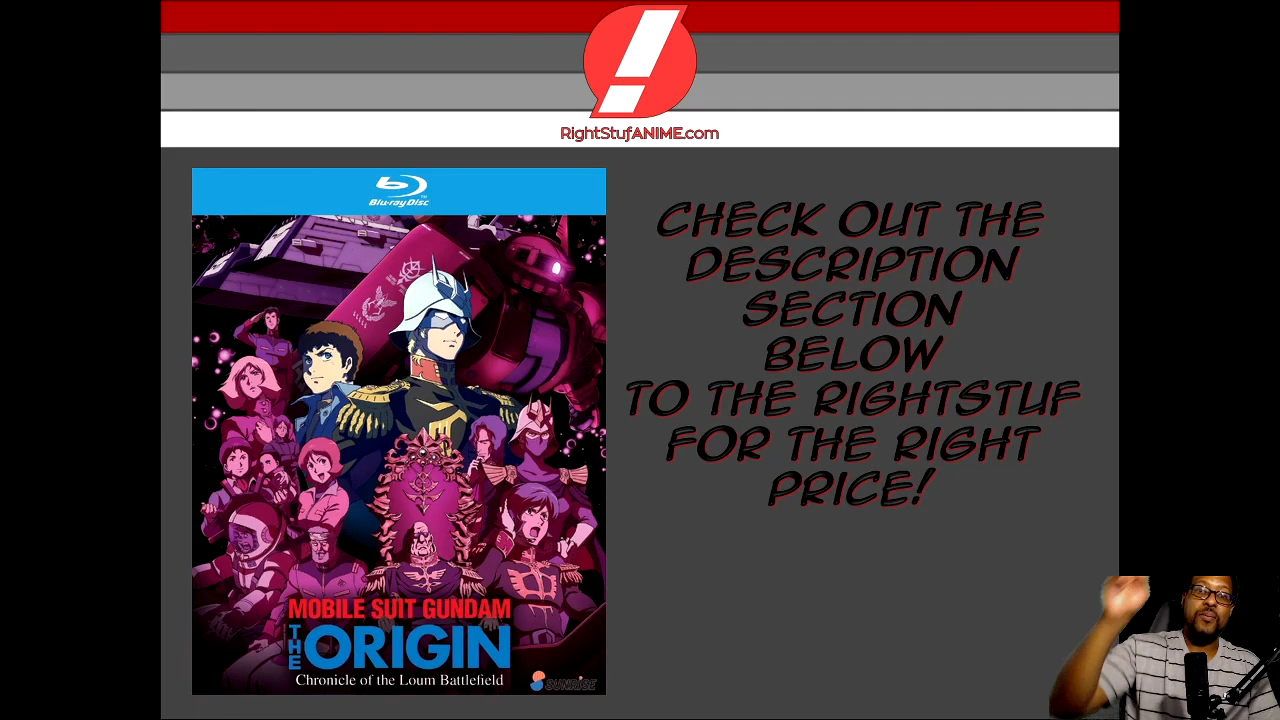 RightStufANIME.com
Blu-ray Disc
TM
CHECK OUT THE
DESCRIPTION
SECTION
BELOW
TO THE RIGHTSTUF
FOR THE RIGHT
PRICE!
MOBILE SUIT GUNDAM
THE ORIGIN
Chronicle of the Loum Battlefield
SUNRISE